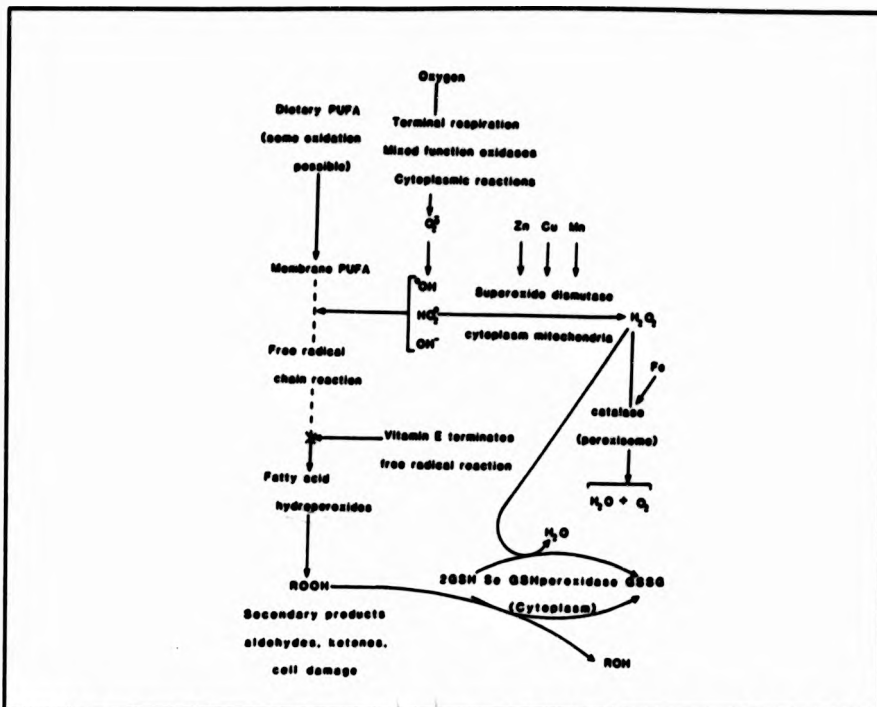 Oxygen
Dietary PUFA
(some oxidation
possible)
Terminal respiration
Mixed function oxidases
Cytoplasmic reactions
Zn Cu Mn
Membrane PUFA
OH
HO₂
OH⁻
Superoxide dismutase
cytoplasm mitochondria
H₂O₂
Free radical
chain reaction
Fe
catalase
(peroxisome)
Vitamin E terminates
free radical reaction
Fatty acid
hydroperoxides
H₂O + O₂
H₂O
ROOH
2GSH Se GSHperoxidase GSSG
(Cytoplasm)
Secondary products
aldehydes, ketones,
cell damage
ROH